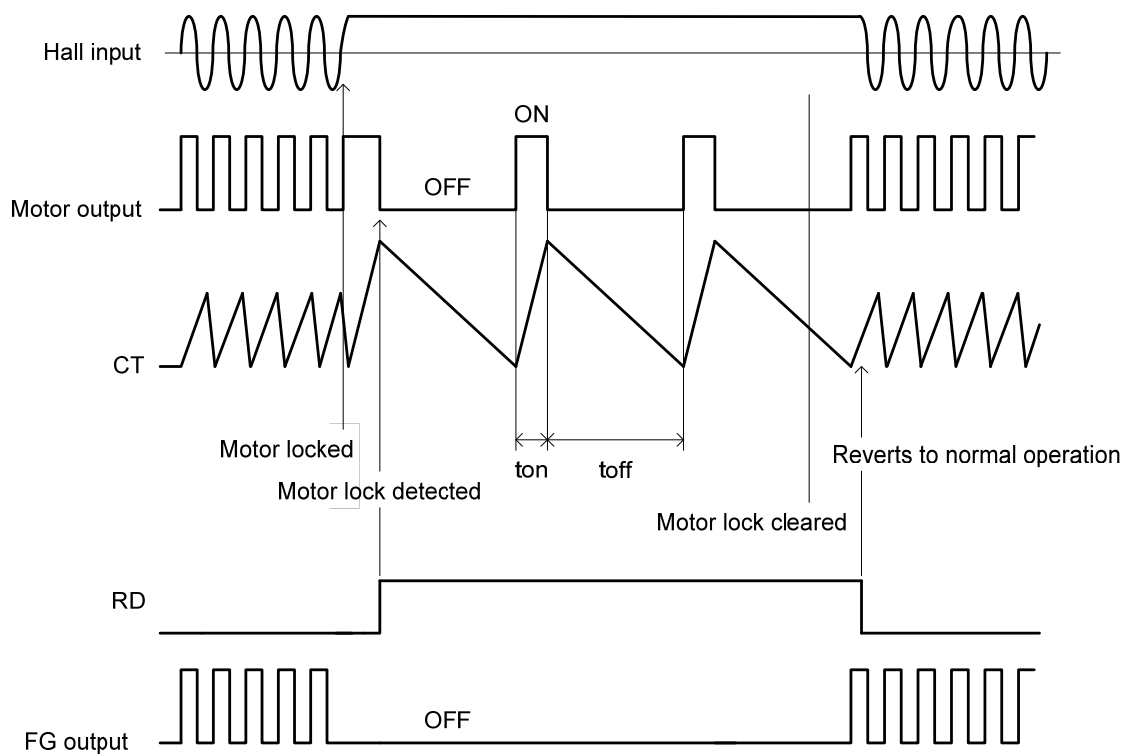 Hall input
ON
OFF
Motor output
CT
Motor locked
ton
toff
Reverts to normal operation
Motor lock detected
Motor lock cleared
RD
OFF
FG output